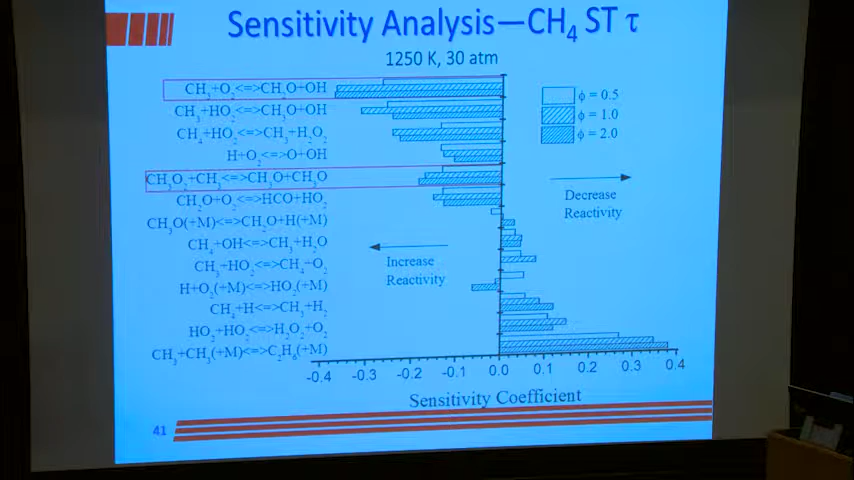 Sensitivity Analysis—CH₄ ST τ
1250 K, 30 atm
CH₃+O₂<=>CH₂O+OH
CH₃+HO₂<=>CH₃O+OH
CH₄+HO₂<=>CH₃+H₂O₂
H+O₂<=>O+OH
CH₃O₂+CH₃<=>CH₃O+CH₃O
CH₂O+O₂<=>HCO+HO₂
CH₃O(+M)<=>CH₂O+H(+M)
CH₄+OH<=>CH₃+H₂O
CH₃+HO₂<=>CH₄+O₂
H+O₂(+M)<=>HO₂(+M)
CH₄+H<=>CH₃+H₂
HO₂+HO₂<=>H₂O₂+O₂
CH₃+CH₃(+M)<=>C₂H₆(+M)
ϕ = 0.5
ϕ = 1.0
ϕ = 2.0
Decrease
Reactivity
Increase
Reactivity
-0.4 -0.3 -0.2 -0.1 0.0 0.1 0.2 0.3 0.4
Sensitivity Coefficient
41